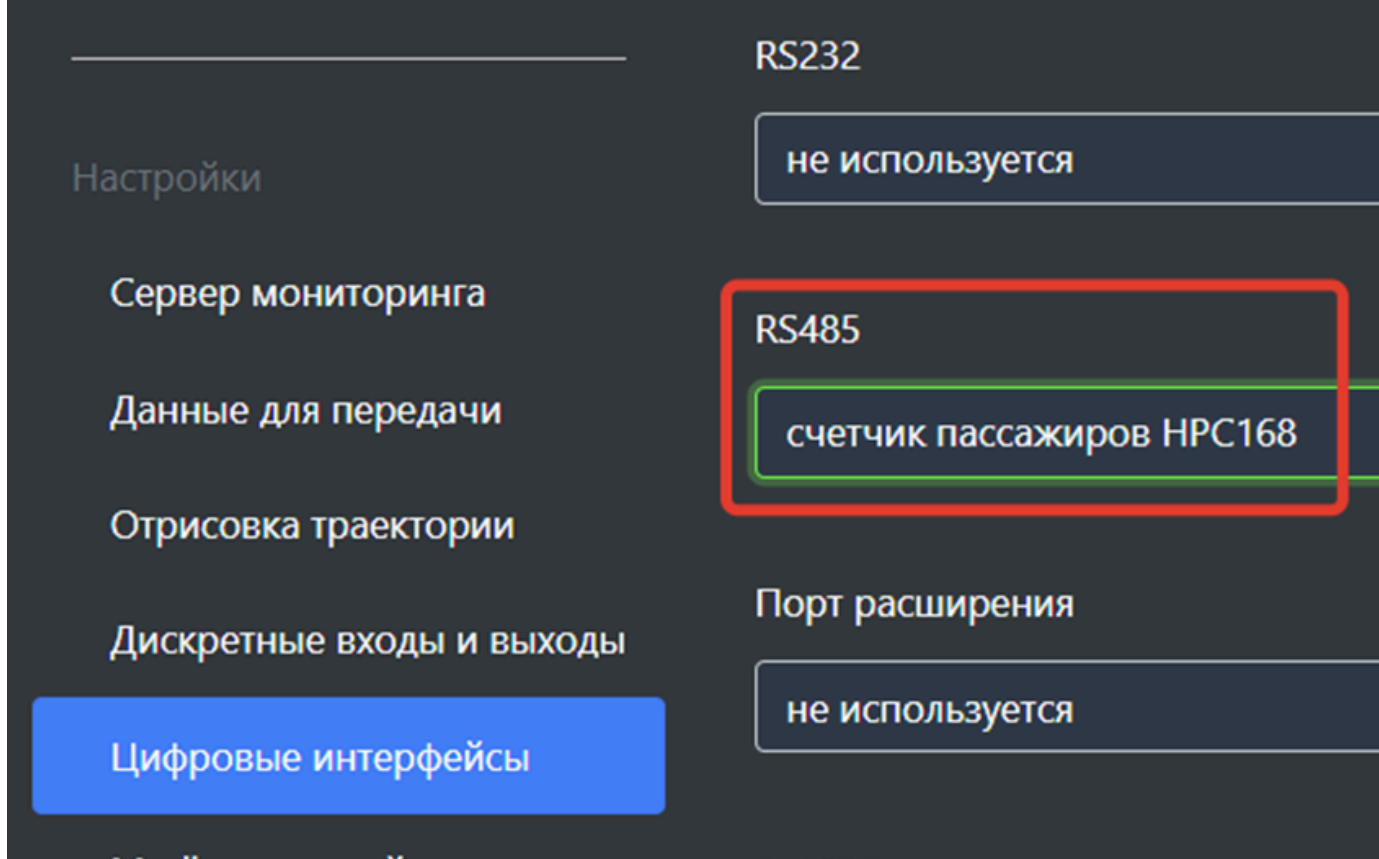 Настройки
Сервер мониторинга
Данные для передачи
Отрисовка траектории
Дискретные входы и выходы
Цифровые интерфейсы
RS232
не используется
RS485
счетчик пассажиров HPC168
Порт расширения
не используется